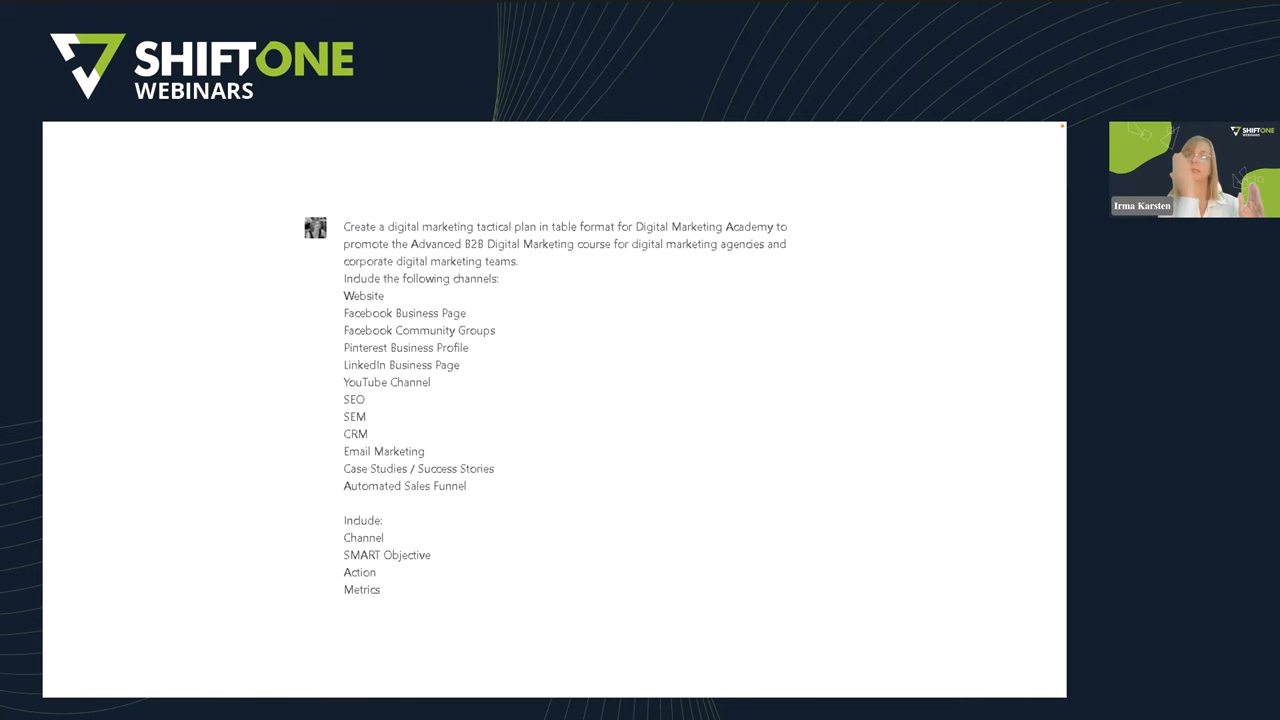 SHIFTONE
WEBINARS
SHIFTONE
WEBINARS
Irma Karsten
Create a digital marketing tactical plan in table format for Digital Marketing Academy to
promote the Advanced B2B Digital Marketing course for digital marketing agencies and
corporate digital marketing teams.
Include the following channels:
Website
Facebook Business Page
Facebook Community Groups
Pinterest Business Profile
LinkedIn Business Page
YouTube Channel
SEO
SEM
CRM
Email Marketing
Case Studies / Success Stories
Automated Sales Funnel
Include:
Channel
SMART Objective
Action
Metrics